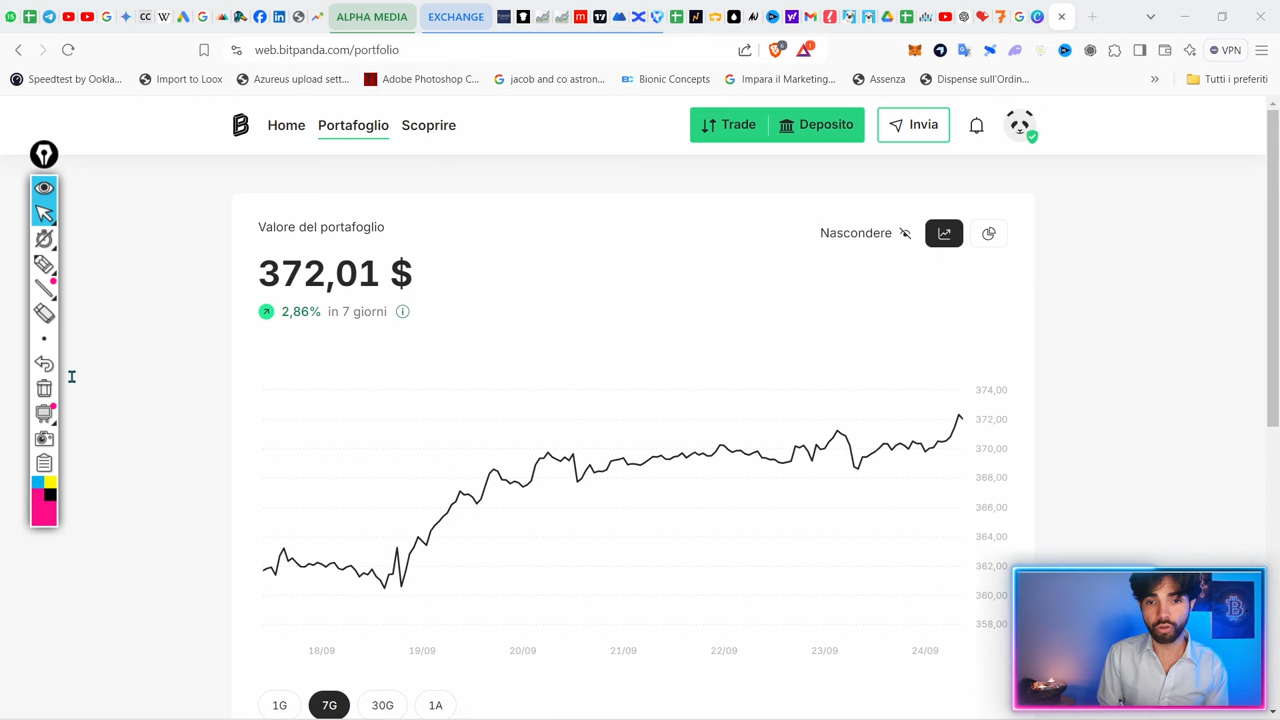 ALPHA MEDIA
EXCHANGE
web.bitpanda.com/portfolio
VPN
Speedtest by Ookla...
Import to Loox
Azureus upload sett...
Adobe Photoshop C...
jacob and co astron...
Bionic Concepts
Impara il Marketing...
Assenza
Dispense sull'Ordin...
Tutti i preferiti
Home
Portafoglio
Scoprire
Trade
Deposito
Invia
Valore del portafoglio
Nascondere
372,01 $
2,86% in 7 giorni
374,00
372,00
370,00
368,00
366,00
364,00
362,00
360,00
358,00
18/09
19/09
20/09
21/09
22/09
23/09
24/09
1G
7G
30G
1A